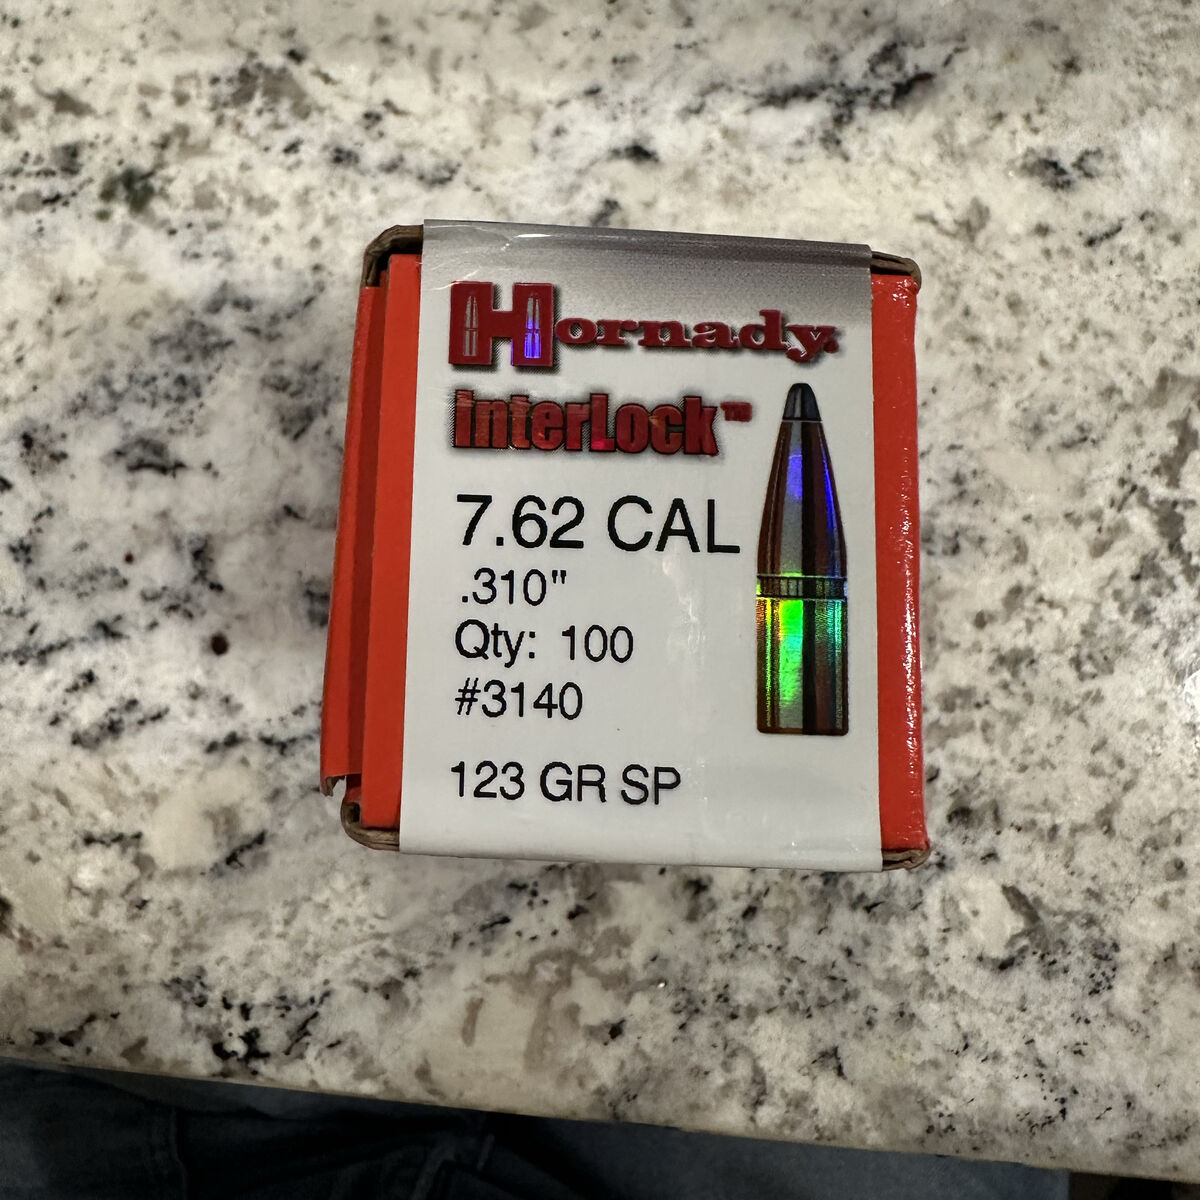 Hornady.
InterLock™
7.62 CAL
.310"
Qty: 100
#3140
123 GR SP